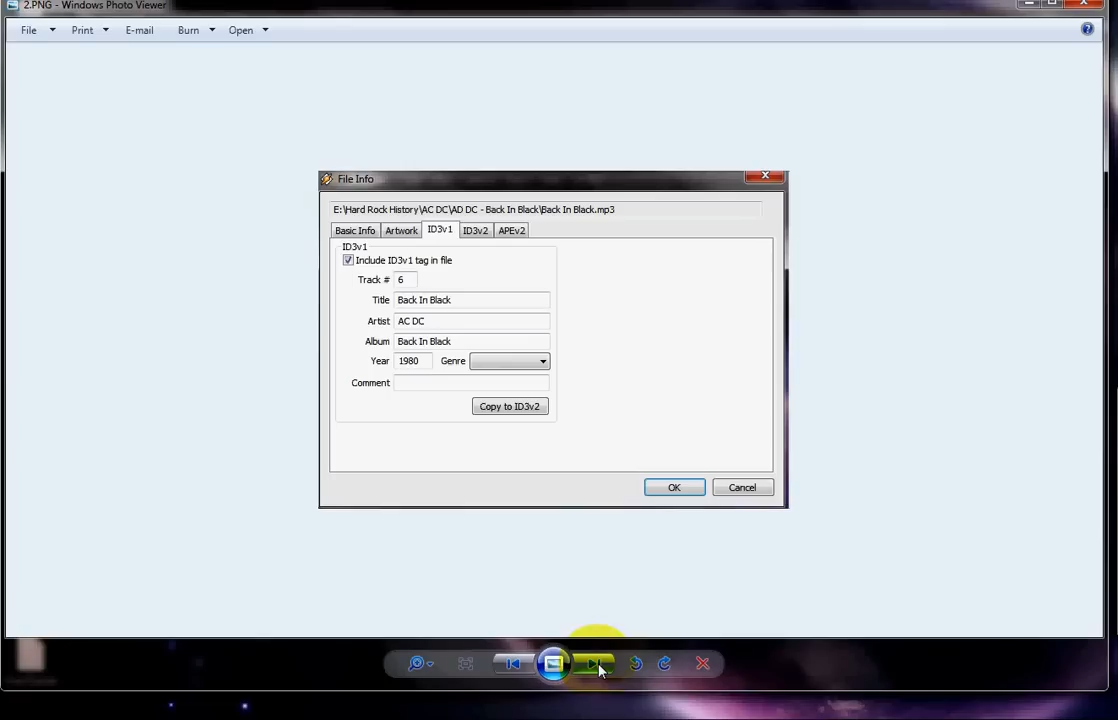 2.PNG - Windows Photo Viewer
File Print E-mail Burn Open
File Info
E:\Hard Rock History\AC DC\AD DC - Back In Black\Back In Black.mp3
Basic Info Artwork ID3v1 ID3v2 APEv2
ID3v1
Include ID3v1 tag in file
Track # 6
Title Back In Black
Artist AC DC
Album Back In Black
Year 1980 Genre
Comment
Copy to ID3v2
OK Cancel